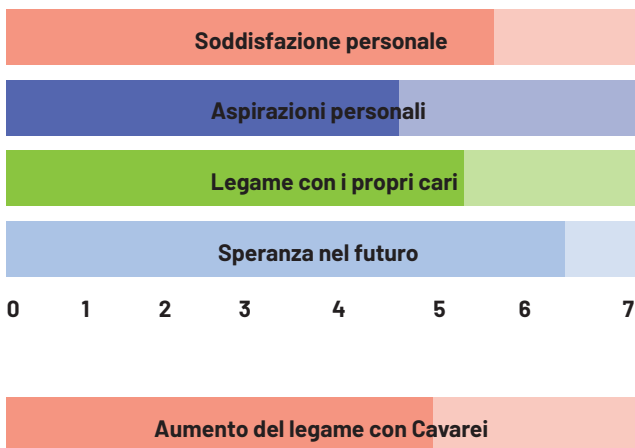 Soddisfazione personale
Aspirazioni personali
Legame con i propri cari
Speranza nel futuro
0 1 2 3 4 5 6 7
Aumento del legame con Cavarei